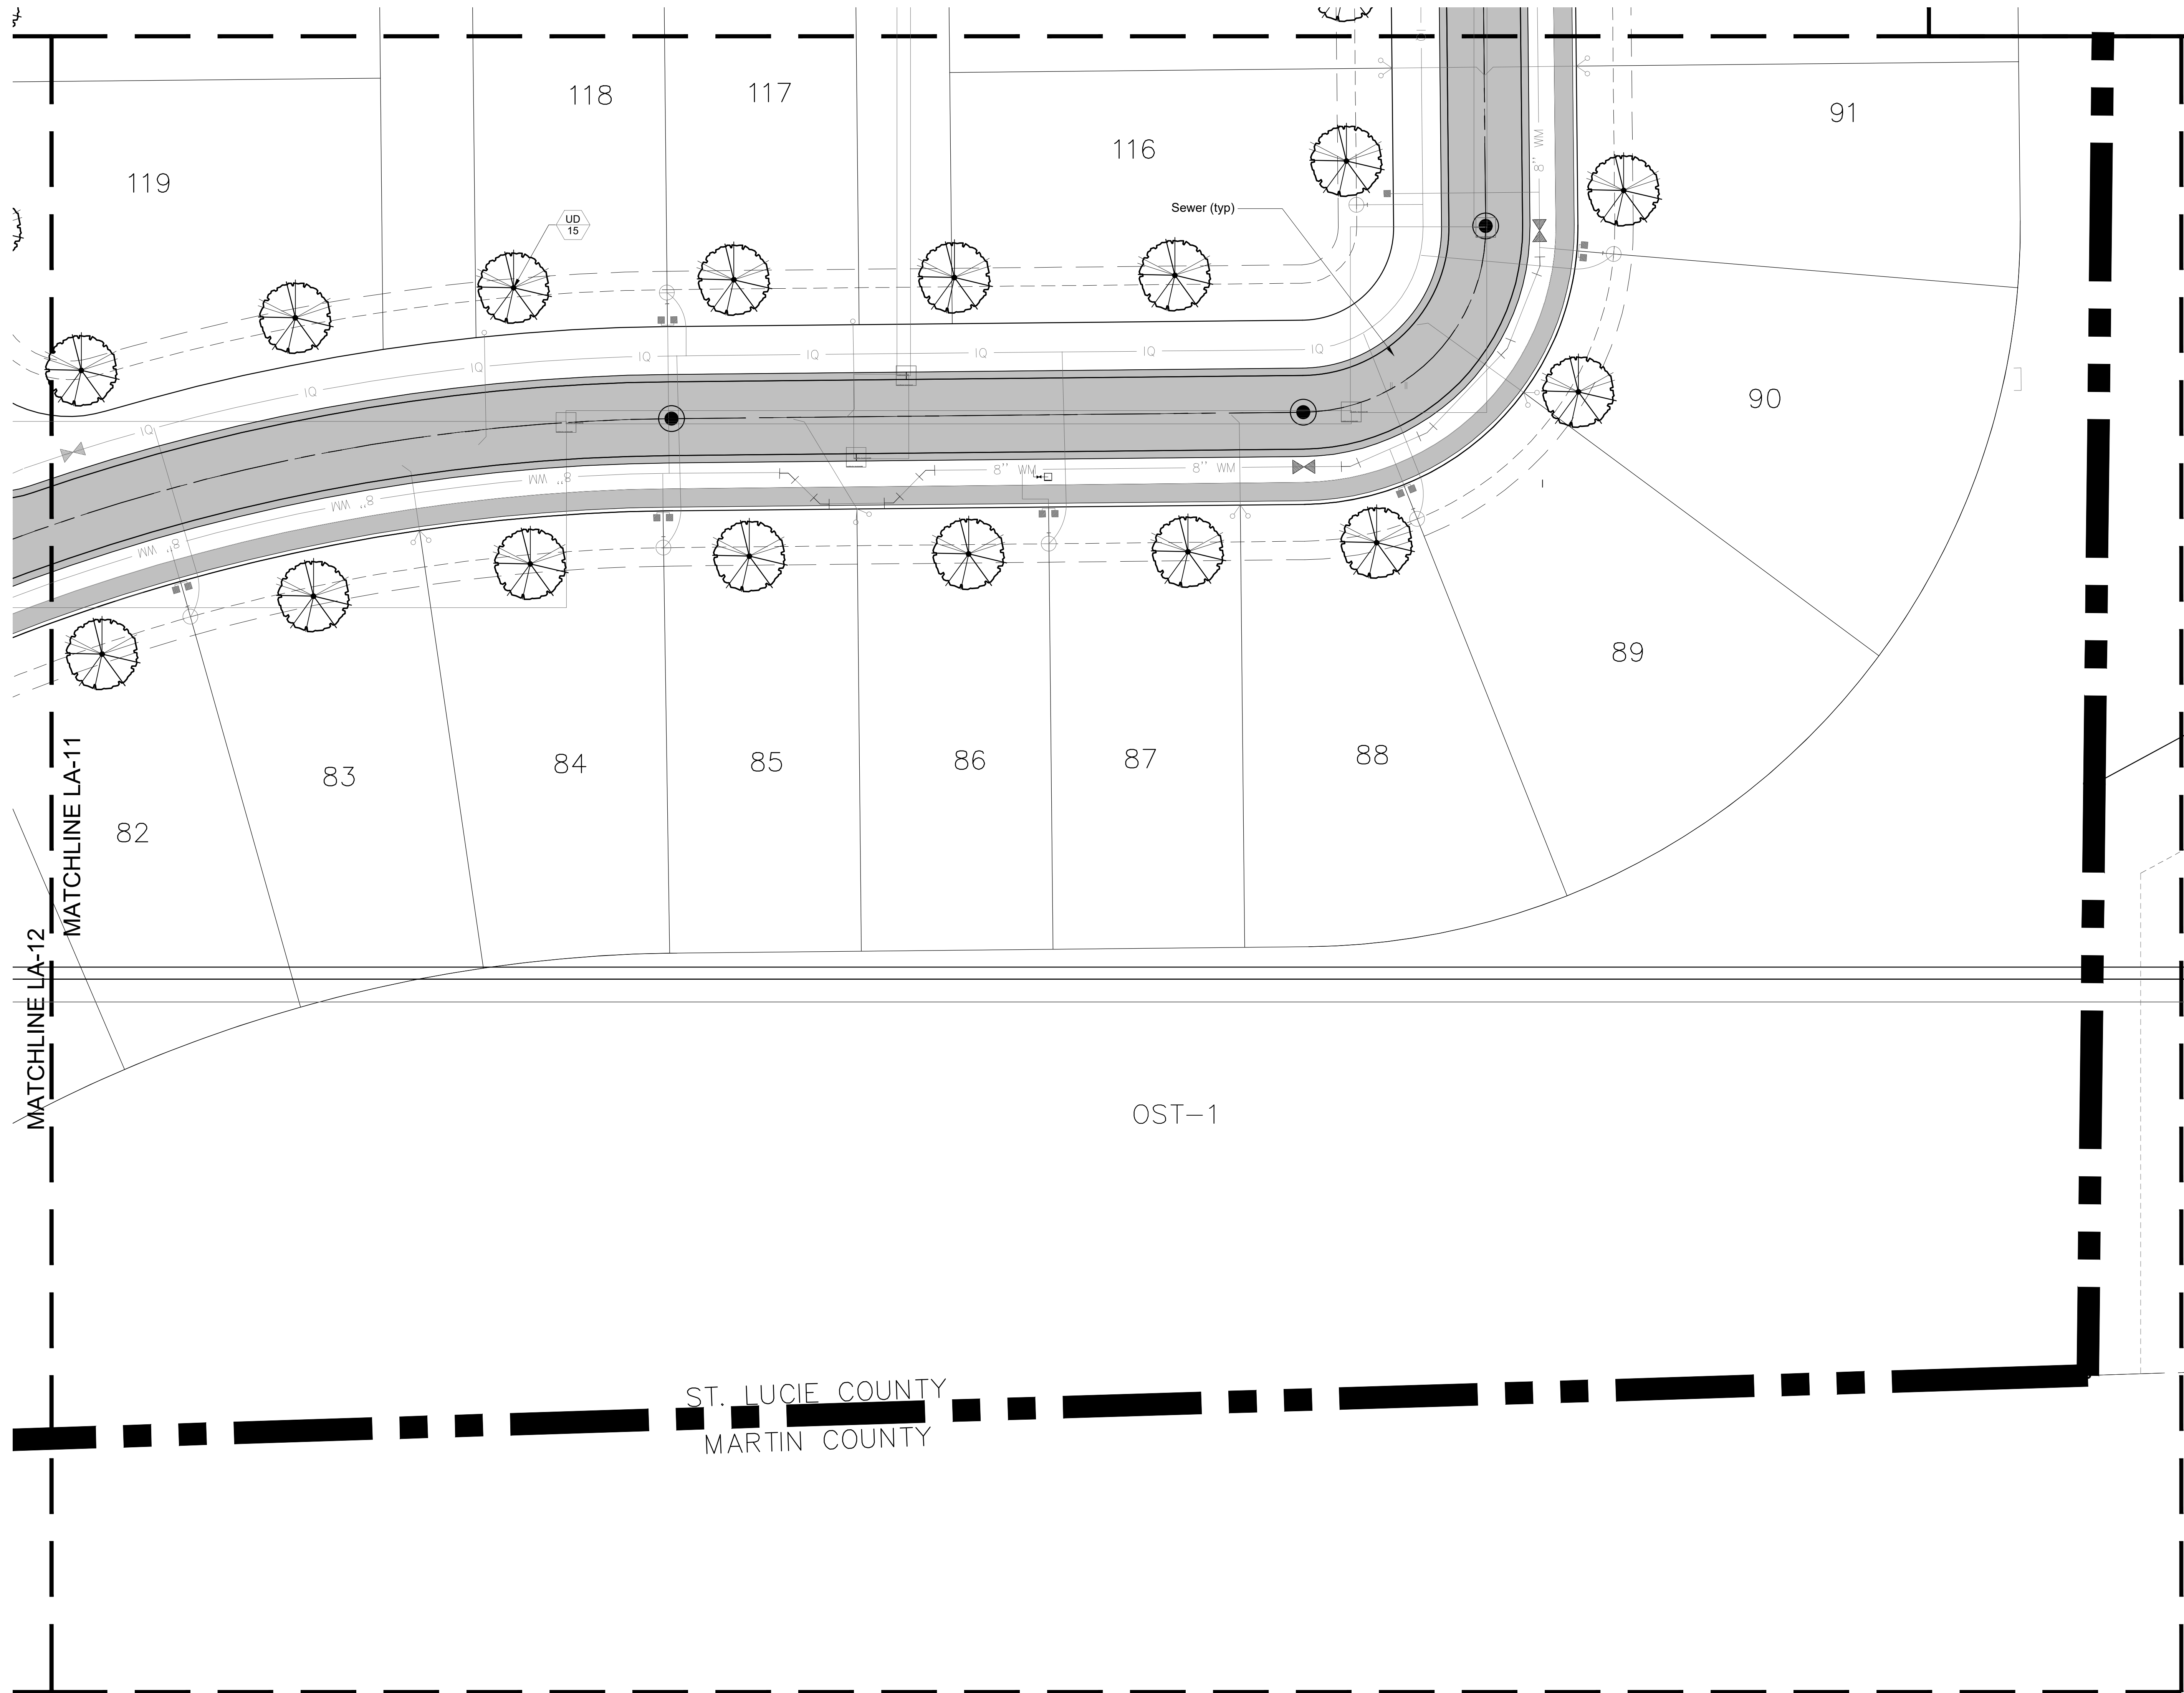 118
117
116
91
119
8" WM
Sewer (typ)
UD
15
IQ
IQ
IQ
IQ
IQ
IQ
IQ
IQ
90
8" WM
8" WM
8" WM
8" WM
8" WM
89
88
87
86
85
84
83
82
MATCHLINE LA-11
MATCHLINE LA-12
OST-1
ST. LUCIE COUNTY
MARTIN COUNTY